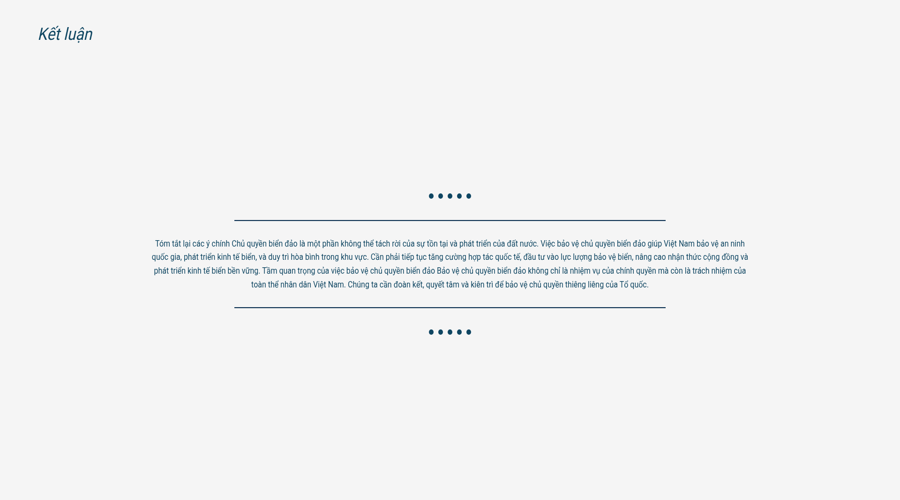 Kết luận
Tóm tắt lại các ý chính Chủ quyền biển đảo là một phần không thể tách rời của sự tồn tại và phát triển của đất nước. Việc bảo vệ chủ quyền biển đảo giúp Việt Nam bảo vệ an ninh
quốc gia, phát triển kinh tế biển, và duy trì hòa bình trong khu vực. Cần phải tiếp tục tăng cường hợp tác quốc tế, đầu tư vào lực lượng bảo vệ biển, nâng cao nhận thức cộng đồng và
phát triển kinh tế biển bền vững. Tầm quan trọng của việc bảo vệ chủ quyền biển đảo Bảo vệ chủ quyền biển đảo không chỉ là nhiệm vụ của chính quyền mà còn là trách nhiệm của
toàn thể nhân dân Việt Nam. Chúng ta cần đoàn kết, quyết tâm và kiên trì để bảo vệ chủ quyền thiêng liêng của Tổ quốc.